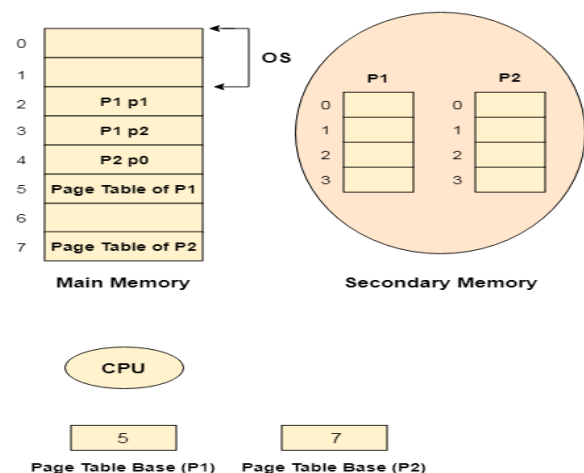 0
OS
1
2 P1 p1
3 P1 p2
4 P2 p0
5 Page Table of P1
6
7 Page Table of P2
Main Memory
P1 P2
0 0
1 1
2 2
3 3
Secondary Memory
CPU
5 7
Page Table Base (P1) Page Table Base (P2)